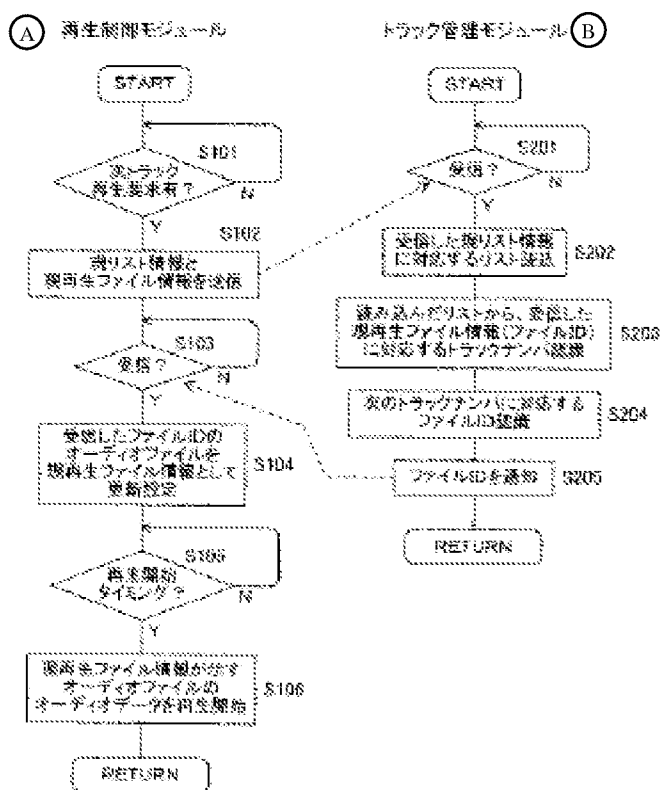 A 再生制御モジュール
START
S101
次トラック
再生要求有？
N
Y
S102
現リスト情報と
現再生ファイル情報を送信
S103
受信？
N
Y
受信したファイルIDの
オーディオファイルを
現再生ファイル情報として
更新設定
S104
S105
再生開始
タイミング？
N
Y
現再生ファイル情報が示す
オーディオファイルの
オーディオデータを再生開始
S106
RETURN
トラック管理モジュール B
START
S201
受信？
N
Y
受信した現リスト情報
に対応するリスト読込
S202
読み込んだリストから、受信した
現再生ファイル情報(ファイルID)
に対応するトラックナンバ認識
S203
次のトラックナンバに対応する
ファイルID認識
S204
ファイルIDを通知
S205
RETURN